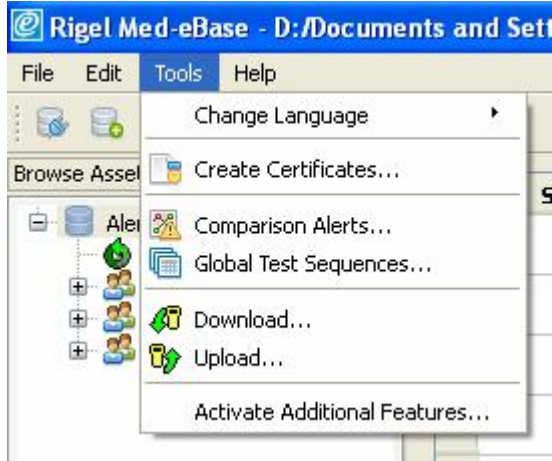 Rigel Med-eBase - D:/Documents and Sett
File Edit Tools Help
Change Language
Browse Asset
Create Certificates...
Comparison Alerts...
Global Test Sequences...
Download...
Upload...
Activate Additional Features...